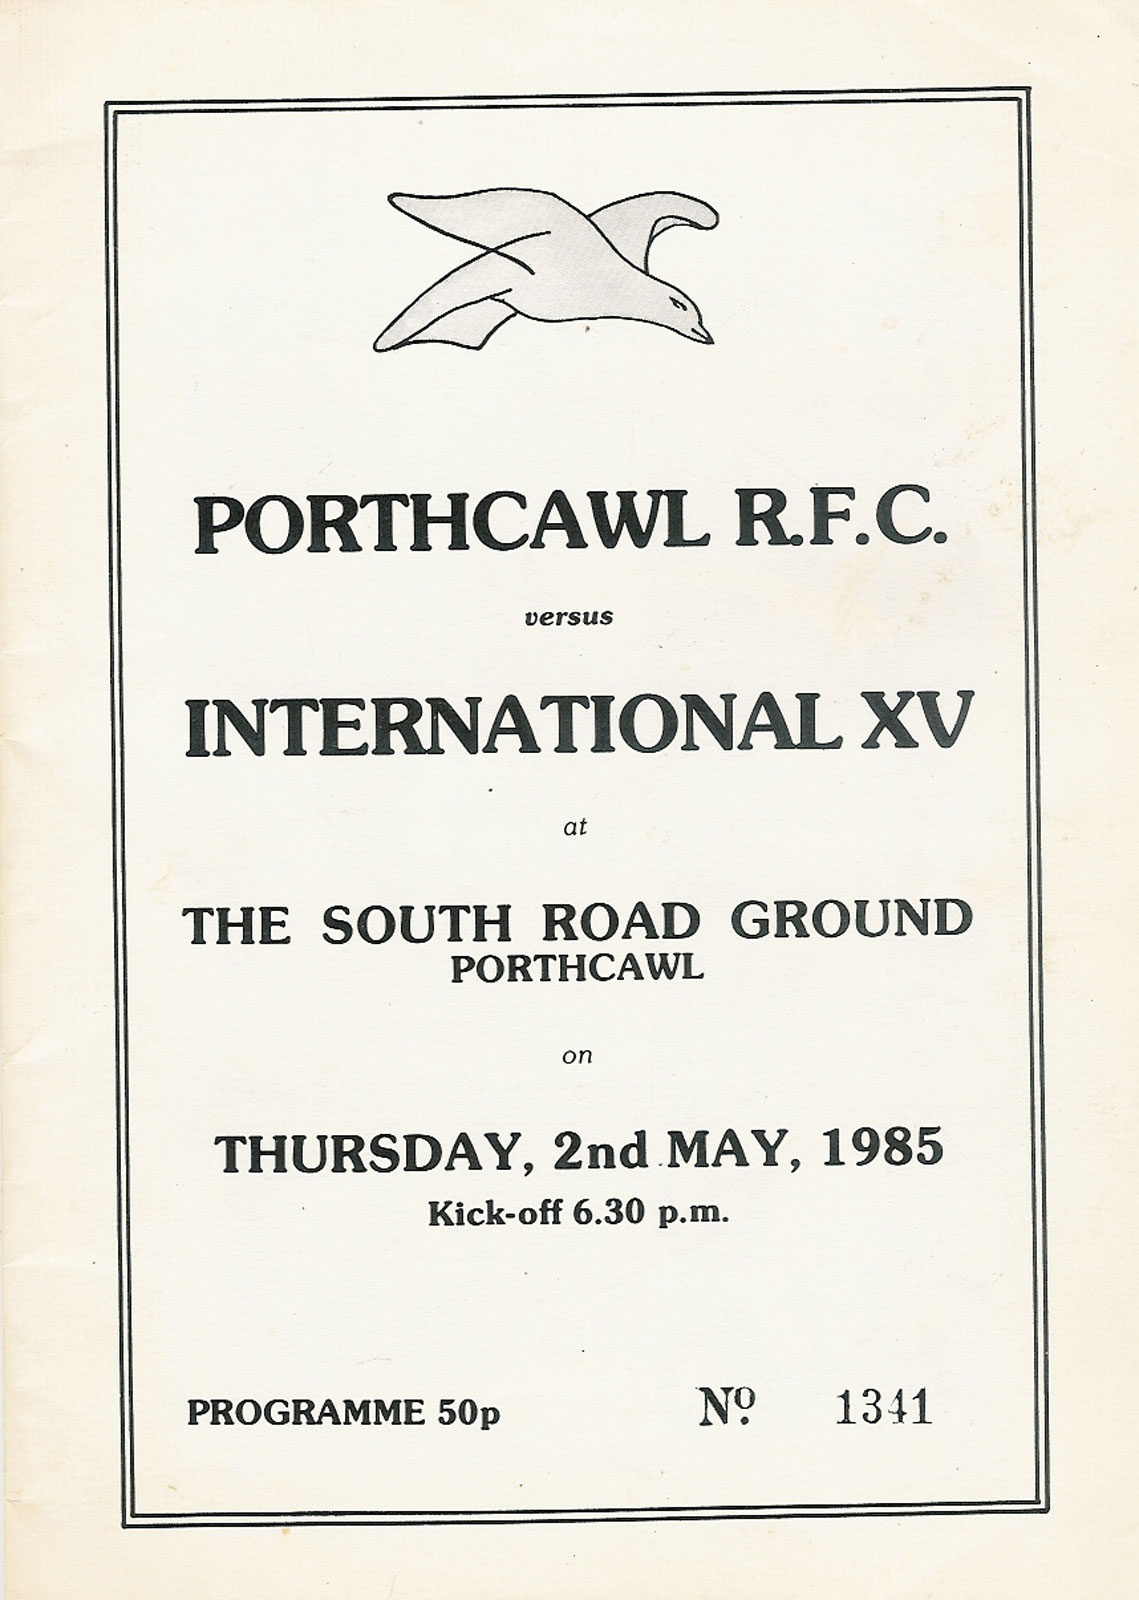 PORTHCAWL R.F.C.
versus
INTERNATIONAL XV
at
THE SOUTH ROAD GROUND
PORTHCAWL
on
THURSDAY, 2nd MAY, 1985
Kick-off 6.30 p.m.
PROGRAMME 50p Nº. 1341